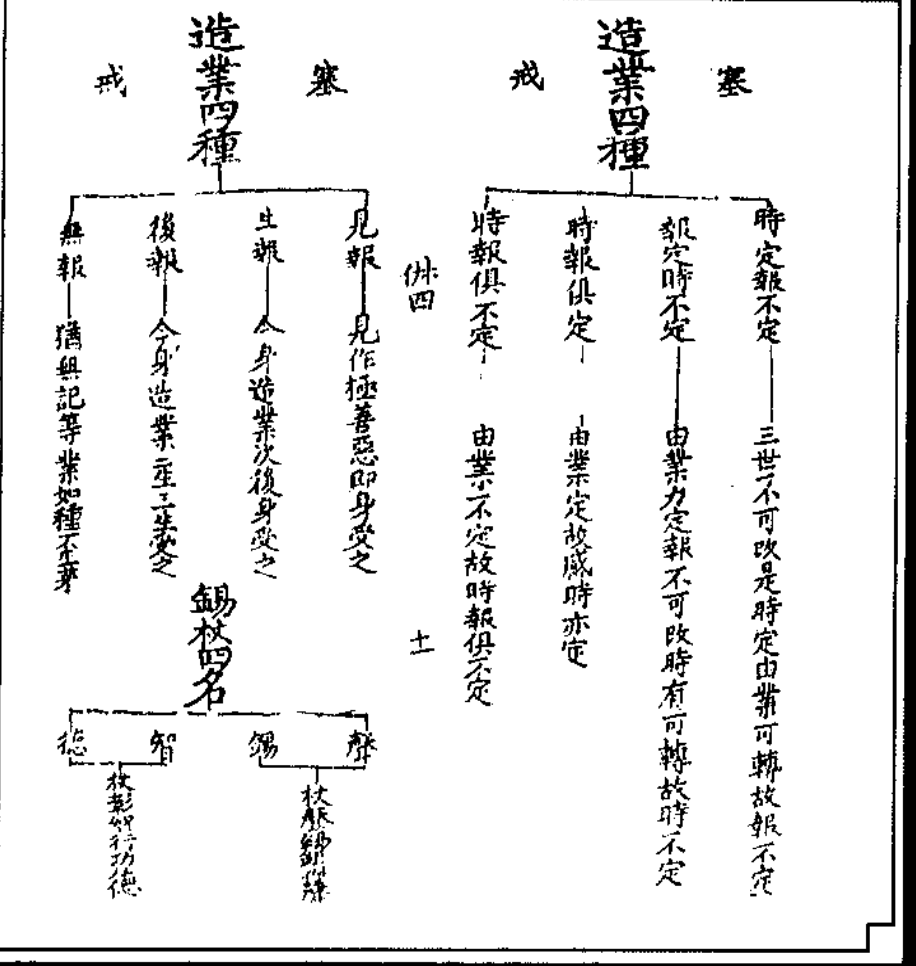 塞
造業四種
戒
時定報不定
三世不可改是時定由業可轉故報不定
報定時不定
由業力定報不可改時有可轉故時不定
時報俱定
由業定故感時亦定
時報俱不定
由業不定故時報俱不定
四
十一
塞
造業四種
戒
見報
見作極善惡即身受之
生報
今身造業次後身受之
後報
今身造業二生三生受之
無報
猶無記等業如種不芽
錫杖四名
聲
錫
杖聲錫
智
德
杖彰智行功德